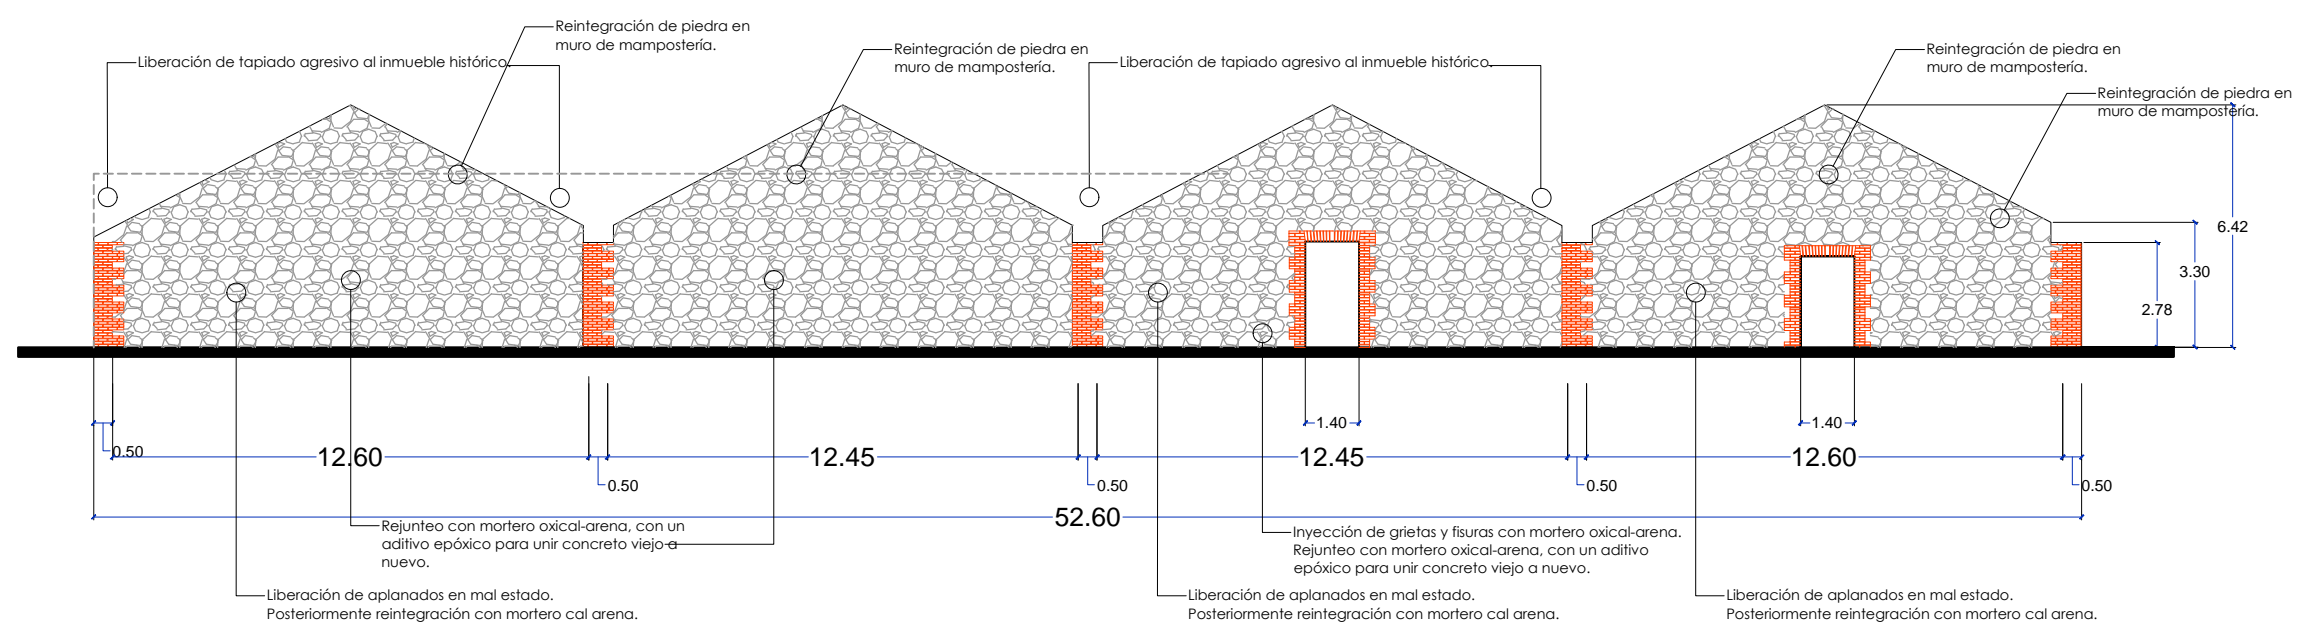 Reintegración de piedra en
muro de mampostería.
Liberación de tapiado agresivo al inmueble histórico.
Reintegración de piedra en
muro de mampostería.
Liberación de tapiado agresivo al inmueble histórico.
Reintegración de piedra en
muro de mampostería.
Reintegración de piedra en
muro de mampostería.
6.42
3.30
2.78
1.40
1.40
0.50
12.60
12.45
12.45
12.60
0.50
0.50
0.50
0.50
52.60
Rejunteo con mortero oxical-arena, con un
aditivo epóxico para unir concreto viejo a
nuevo.
Inyección de grietas y fisuras con mortero oxical-arena.
Rejunteo con mortero oxical-arena, con un aditivo
epóxico para unir concreto viejo a nuevo.
Liberación de aplanados en mal estado.
Posteriormente reintegración con mortero cal arena.
Liberación de aplanados en mal estado.
Posteriormente reintegración con mortero cal arena.
Liberación de aplanados en mal estado.
Posteriormente reintegración con mortero cal arena.